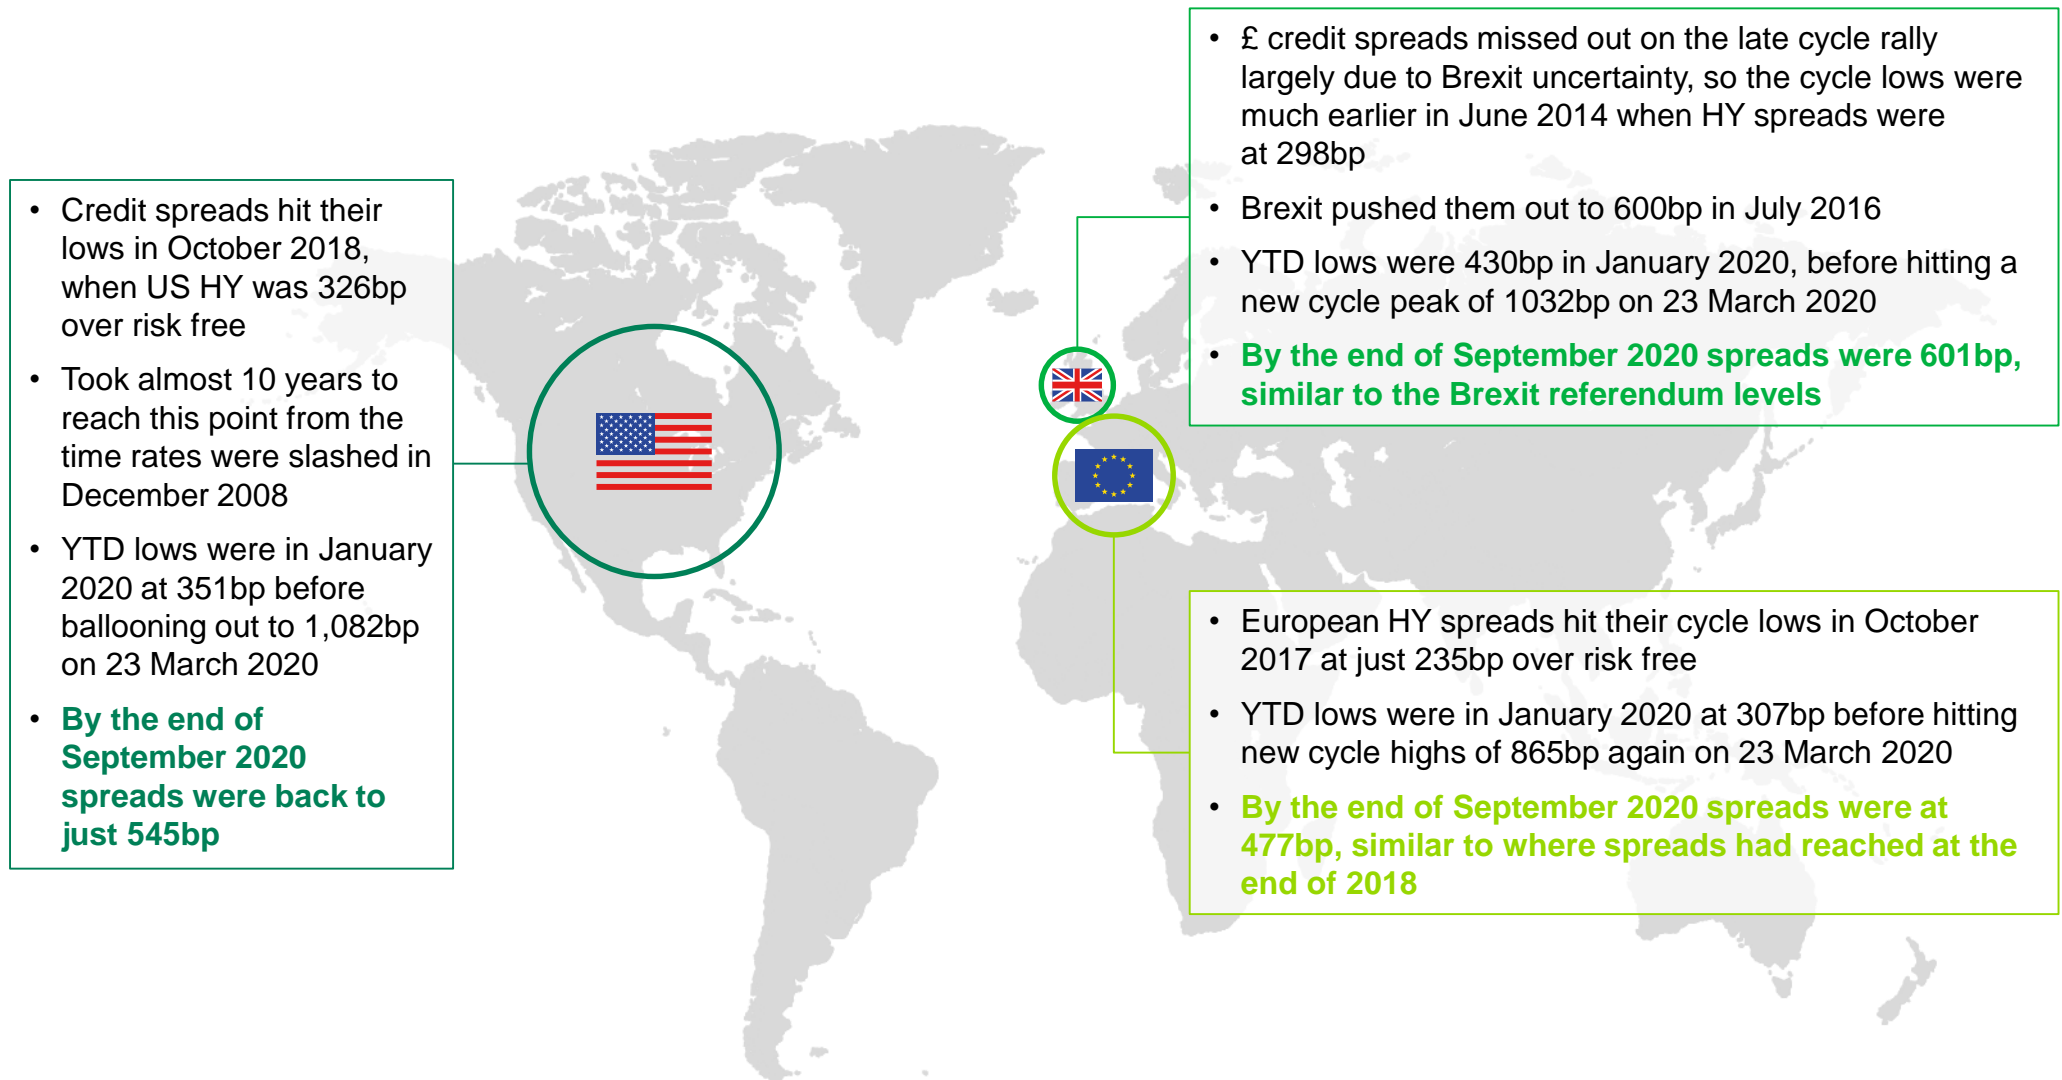 • Credit spreads hit their
lows in October 2018,
when US HY was 326bp
over risk free
• Took almost 10 years to
reach this point from the
time rates were slashed in
December 2008
• YTD lows were in January
2020 at 351bp before
ballooning out to 1,082bp
on 23 March 2020
• By the end of
September 2020
spreads were back to
just 545bp
• £ credit spreads missed out on the late cycle rally
largely due to Brexit uncertainty, so the cycle lows were
much earlier in June 2014 when HY spreads were
at 298bp
• Brexit pushed them out to 600bp in July 2016
• YTD lows were 430bp in January 2020, before hitting a
new cycle peak of 1032bp on 23 March 2020
• By the end of September 2020 spreads were 601bp,
similar to the Brexit referendum levels
• European HY spreads hit their cycle lows in October
2017 at just 235bp over risk free
• YTD lows were in January 2020 at 307bp before hitting
new cycle highs of 865bp again on 23 March 2020
• By the end of September 2020 spreads were at
477bp, similar to where spreads had reached at the
end of 2018